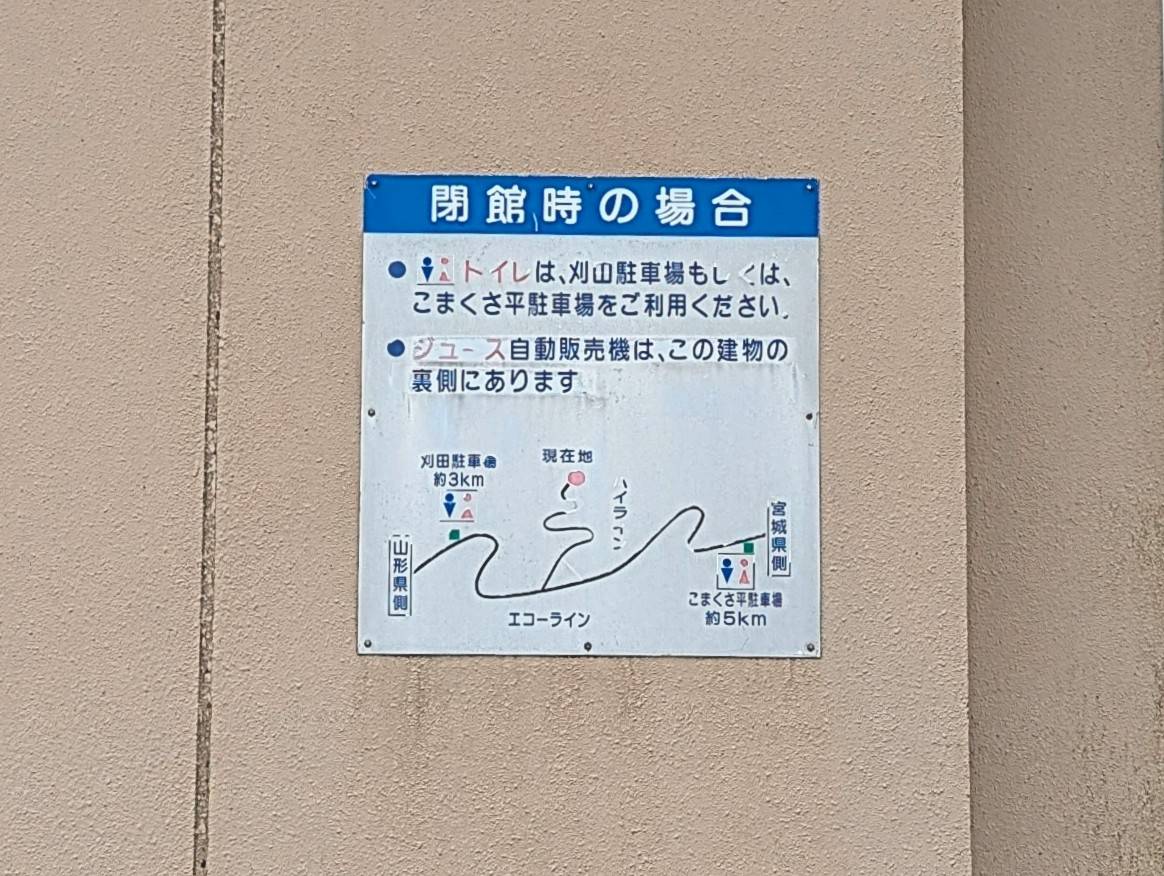 閉館時の場合
● トイレは、刈田駐車場もしくは、
こまくさ平駐車場をご利用ください。
● ジュース自動販売機は、この建物の
裏側にあります
刈田駐車場
約3km
現在地
ハイライン
宮城県側
山形県側
エコーライン
こまくさ平駐車場
約5km